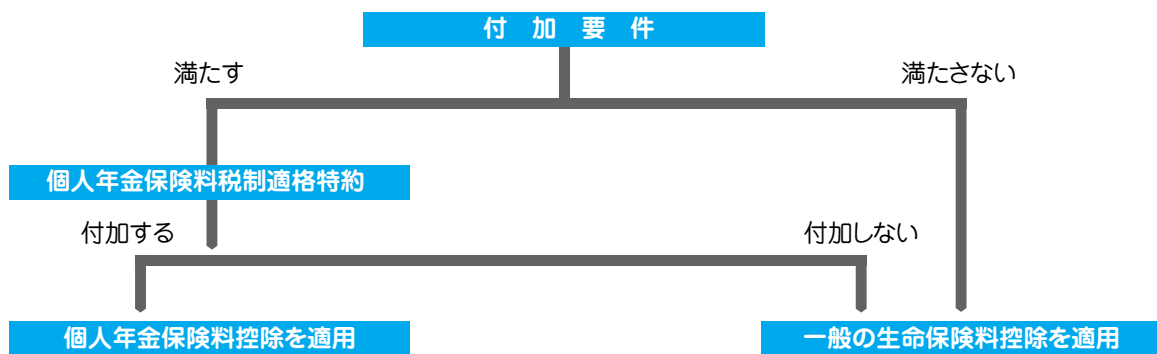 付加要件
満たす
満たさない
個人年金保険料税制適格特約
付加する
付加しない
個人年金保険料控除を適用
一般の生命保険料控除を適用